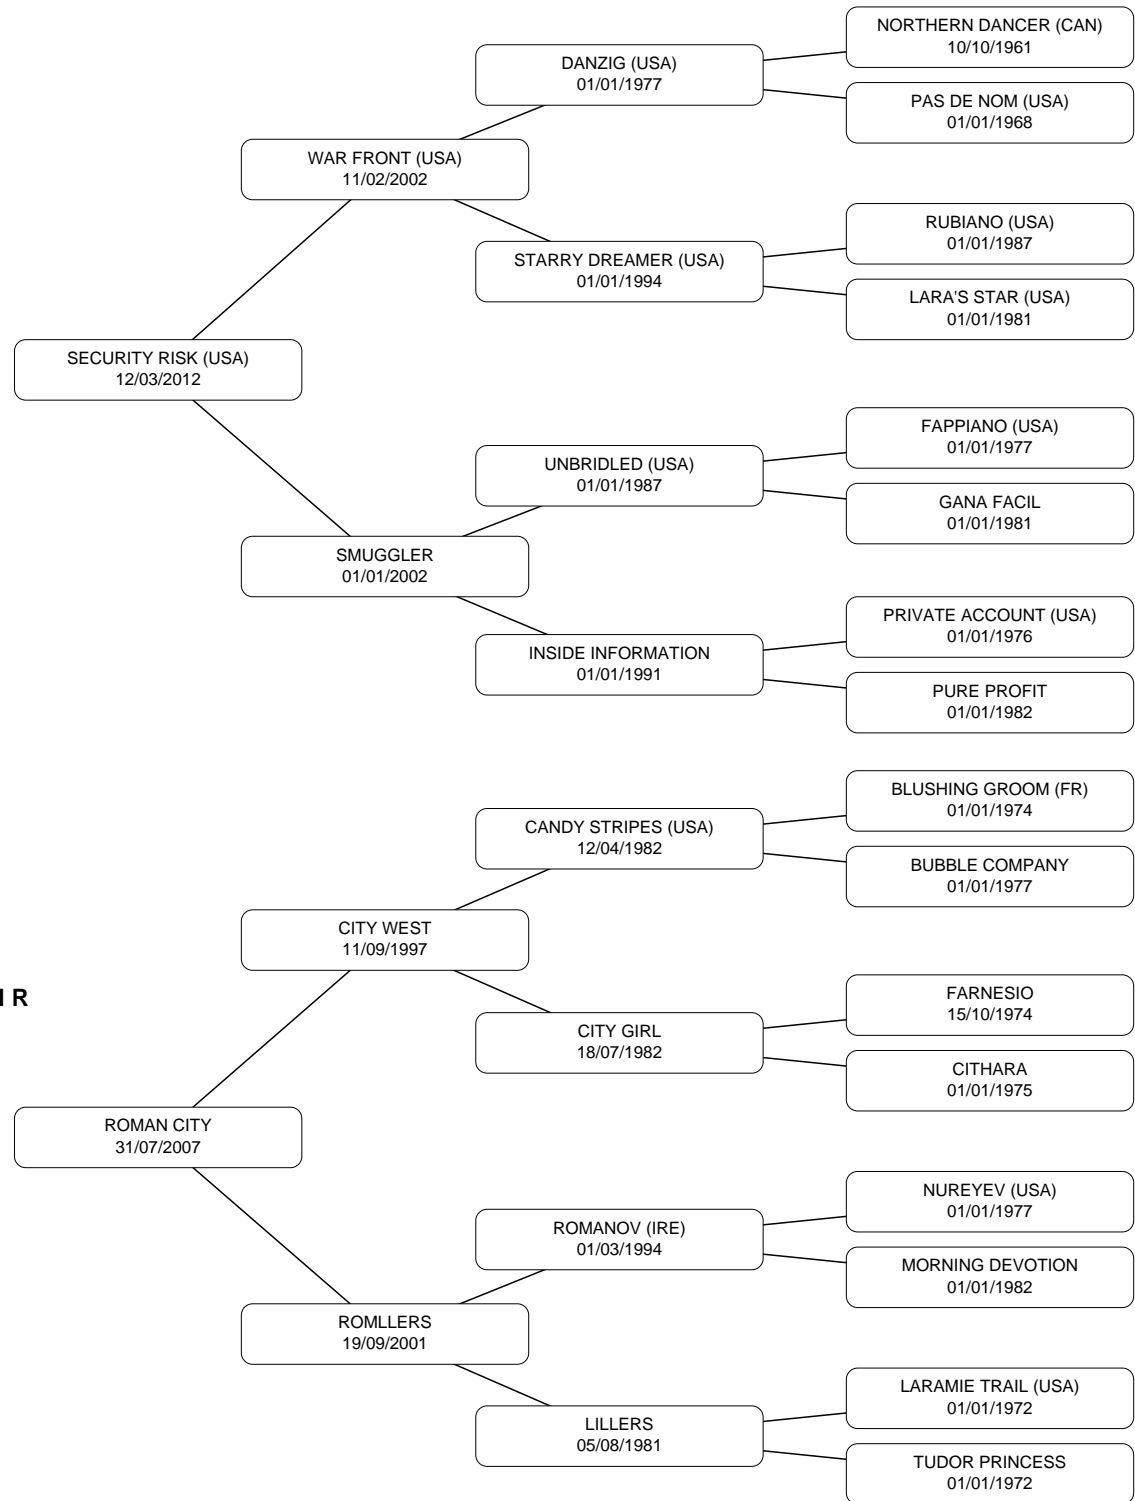 NORTHERN DANCER (CAN)
10/10/1961
DANZIG (USA)
01/01/1977
PAS DE NOM (USA)
01/01/1968
WAR FRONT (USA)
11/02/2002
RUBIANO (USA)
01/01/1987
STARRY DREAMER (USA)
01/01/1994
LARA'S STAR (USA)
01/01/1981
SECURITY RISK (USA)
12/03/2012
FAPPIANO (USA)
01/01/1977
UNBRIDLED (USA)
01/01/1987
GANA FACIL
01/01/1981
SMUGGLER
01/01/2002
PRIVATE ACCOUNT (USA)
01/01/1976
INSIDE INFORMATION
01/01/1991
PURE PROFIT
01/01/1982
BLUSHING GROOM (FR)
01/01/1974
CANDY STRIPES (USA)
12/04/1982
BUBBLE COMPANY
01/01/1977
CITY WEST
11/09/1997
R
FARNESIO
15/10/1974
CITY GIRL
18/07/1982
CITHARA
01/01/1975
ROMAN CITY
31/07/2007
NUREYEV (USA)
01/01/1977
ROMANOV (IRE)
01/03/1994
MORNING DEVOTION
01/01/1982
ROMLLERS
19/09/2001
LARAMIE TRAIL (USA)
01/01/1972
LILLERS
05/08/1981
TUDOR PRINCESS
01/01/1972